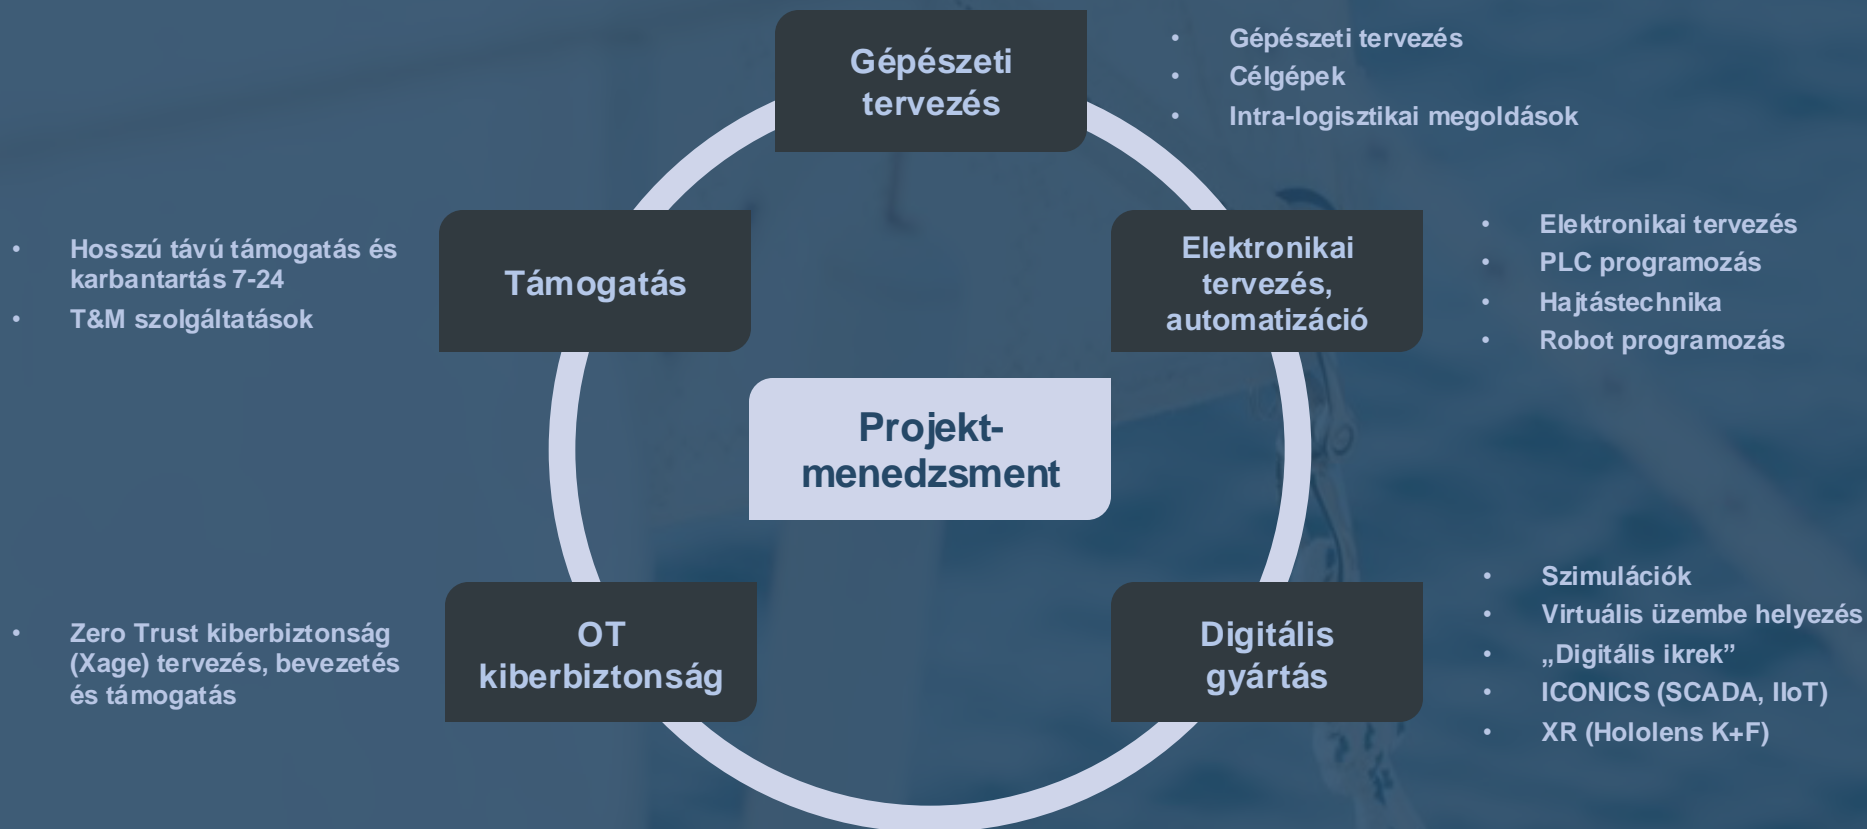 Gépészeti
tervezés
• Gépészeti tervezés
• Célgépek
• Intra-logisztikai megoldások
Elektronikai
tervezés,
automatizáció
• Elektronikai tervezés
• PLC programozás
• Hajtástechnika
• Robot programozás
Digitális
gyártás
• Szimulációk
• Virtuális üzembe helyezés
• „Digitális ikrek”
• ICONICS (SCADA, IIoT)
• XR (Hololens K+F)
OT
kiberbiztonság
• Zero Trust kiberbiztonság
(Xage) tervezés, bevezetés
és támogatás
Támogatás
• Hosszú távú támogatás és
karbantartás 7-24
• T&M szolgáltatások
Projekt-
menedzsment